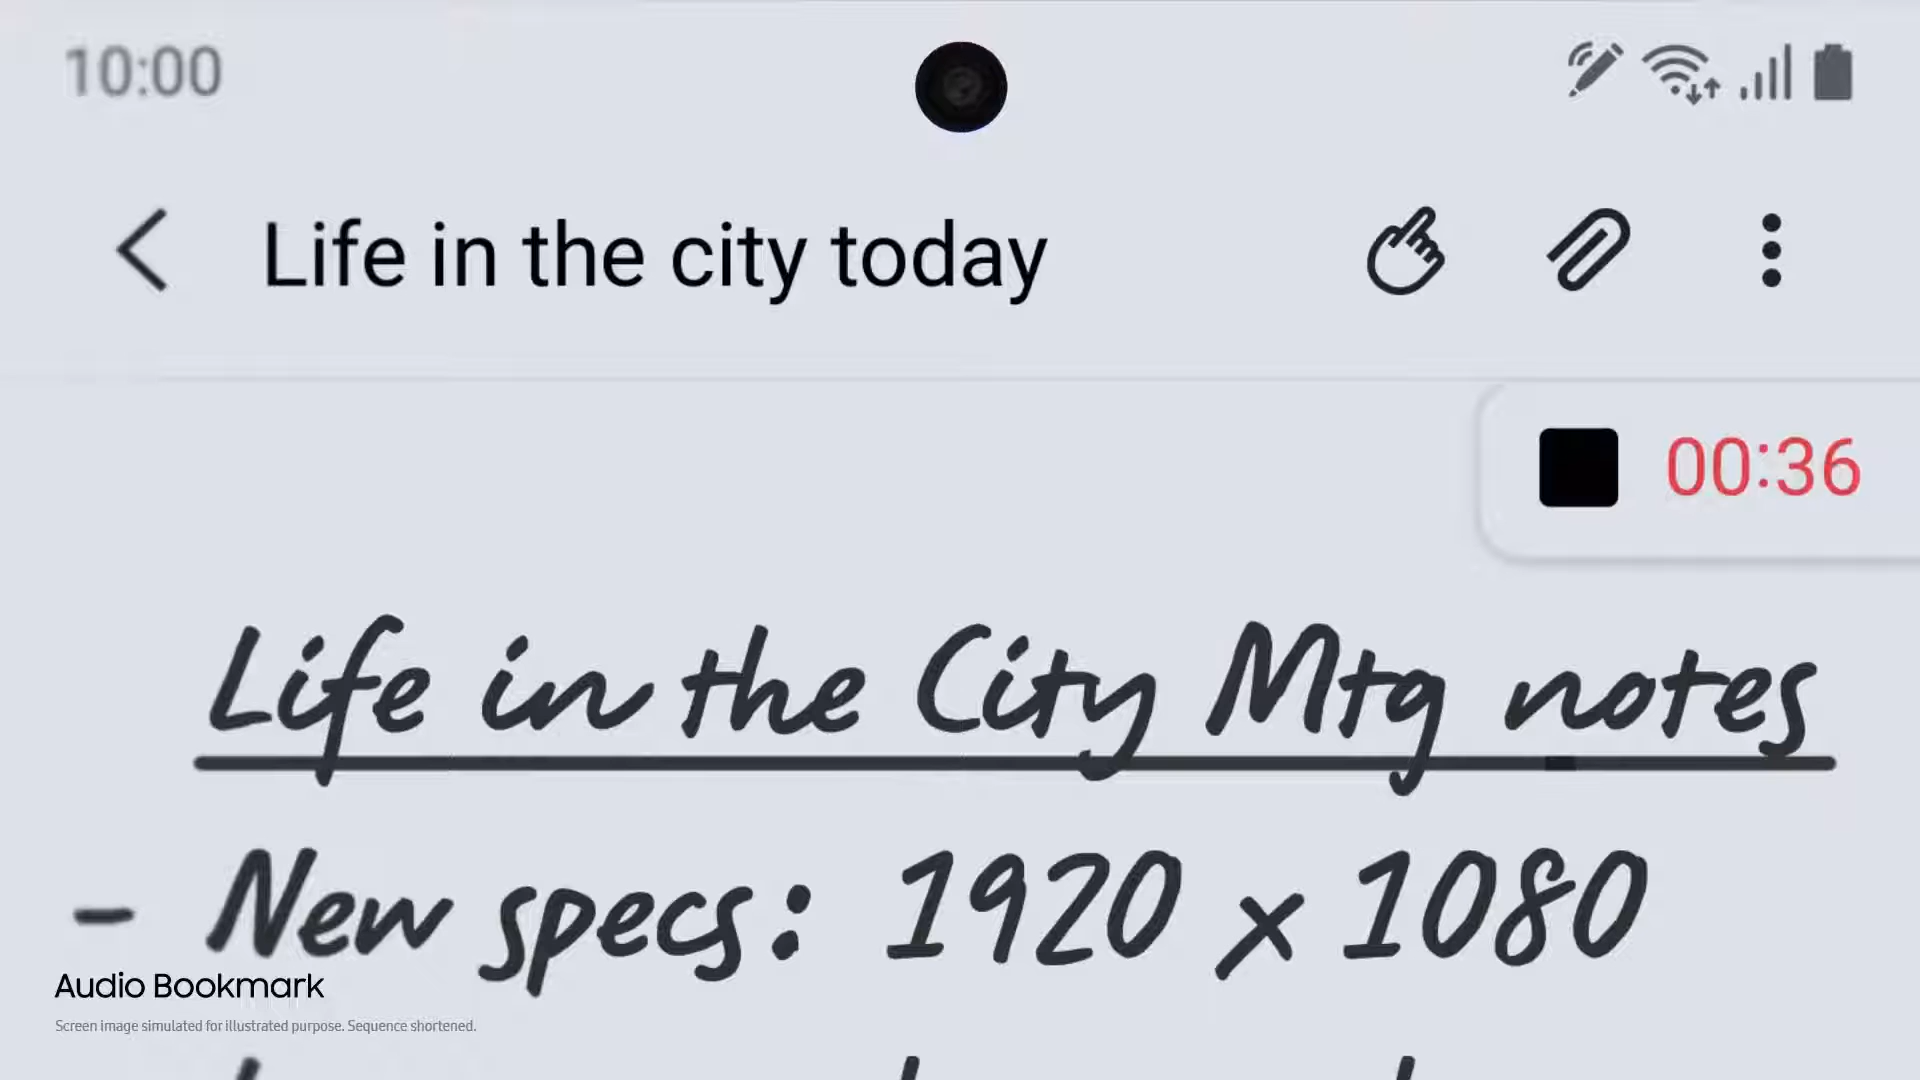 10:00
Life in the city today
00:36
Life in the City Mtg notes
- New specs: 1920 x 1080
Audio Bookmark
Screen image simulated for illustrated purpose. Sequence shortened.